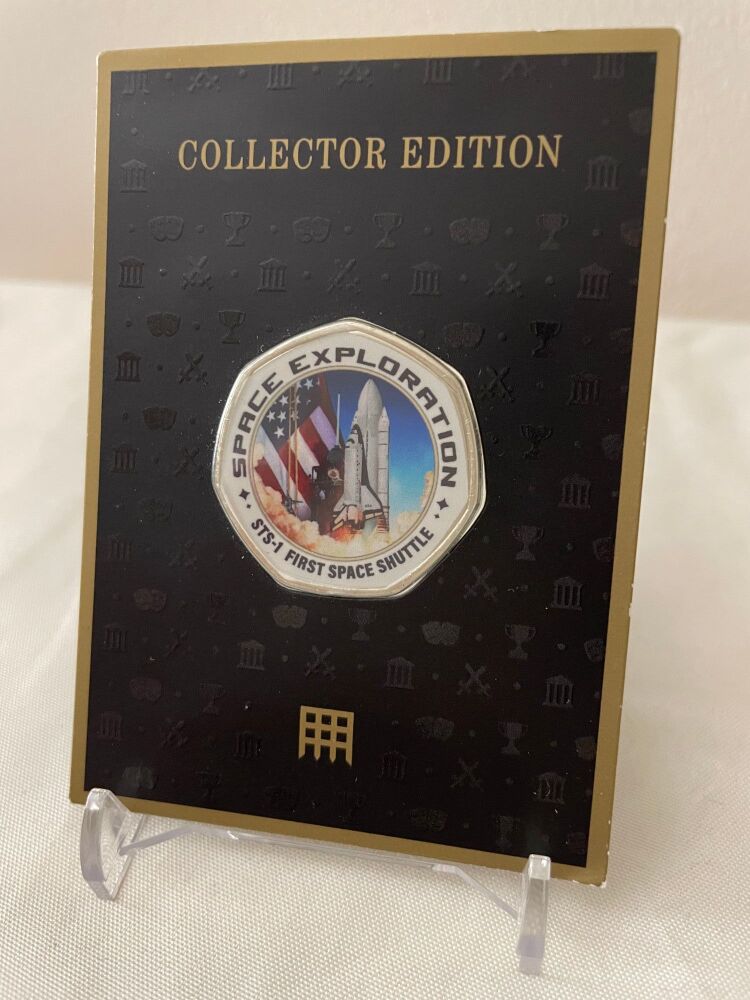 COLLECTOR EDITION
SPACE EXPLORATION
STS-1 FIRST SPACE SHUTTLE